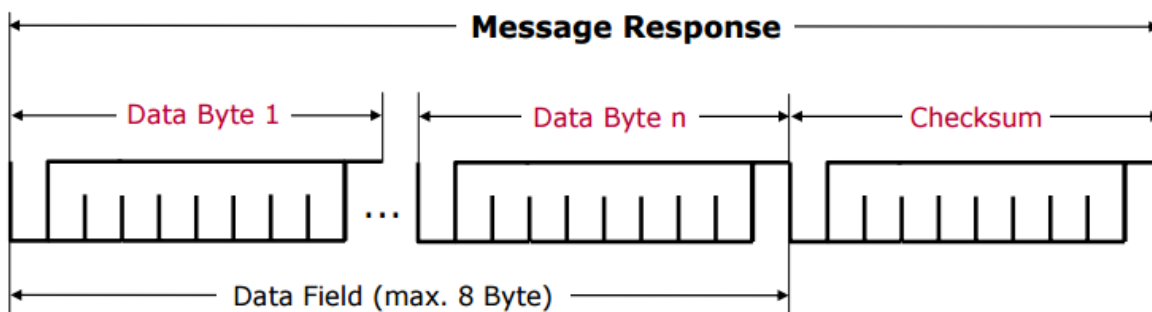 Message Response
Data Byte 1
Data Byte n
Checksum
...
Data Field (max. 8 Byte)